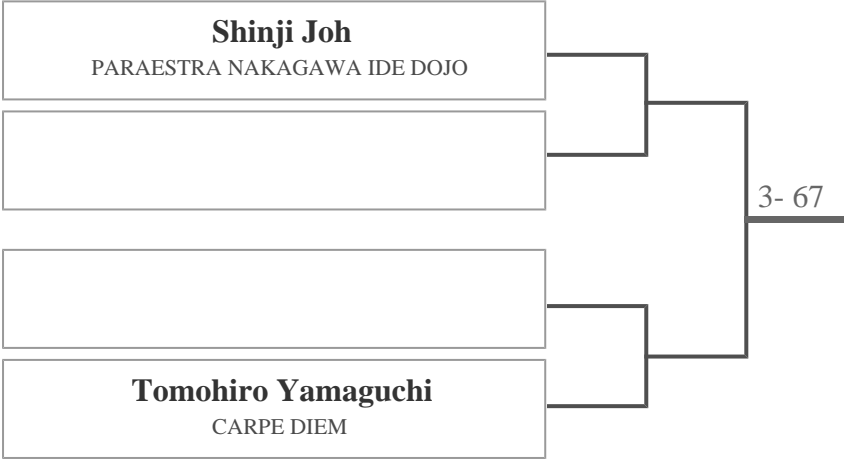 Shinji Joh
PARAESTRA NAKAGAWA IDE DOJO
3- 67
Tomohiro Yamaguchi
CARPE DIEM